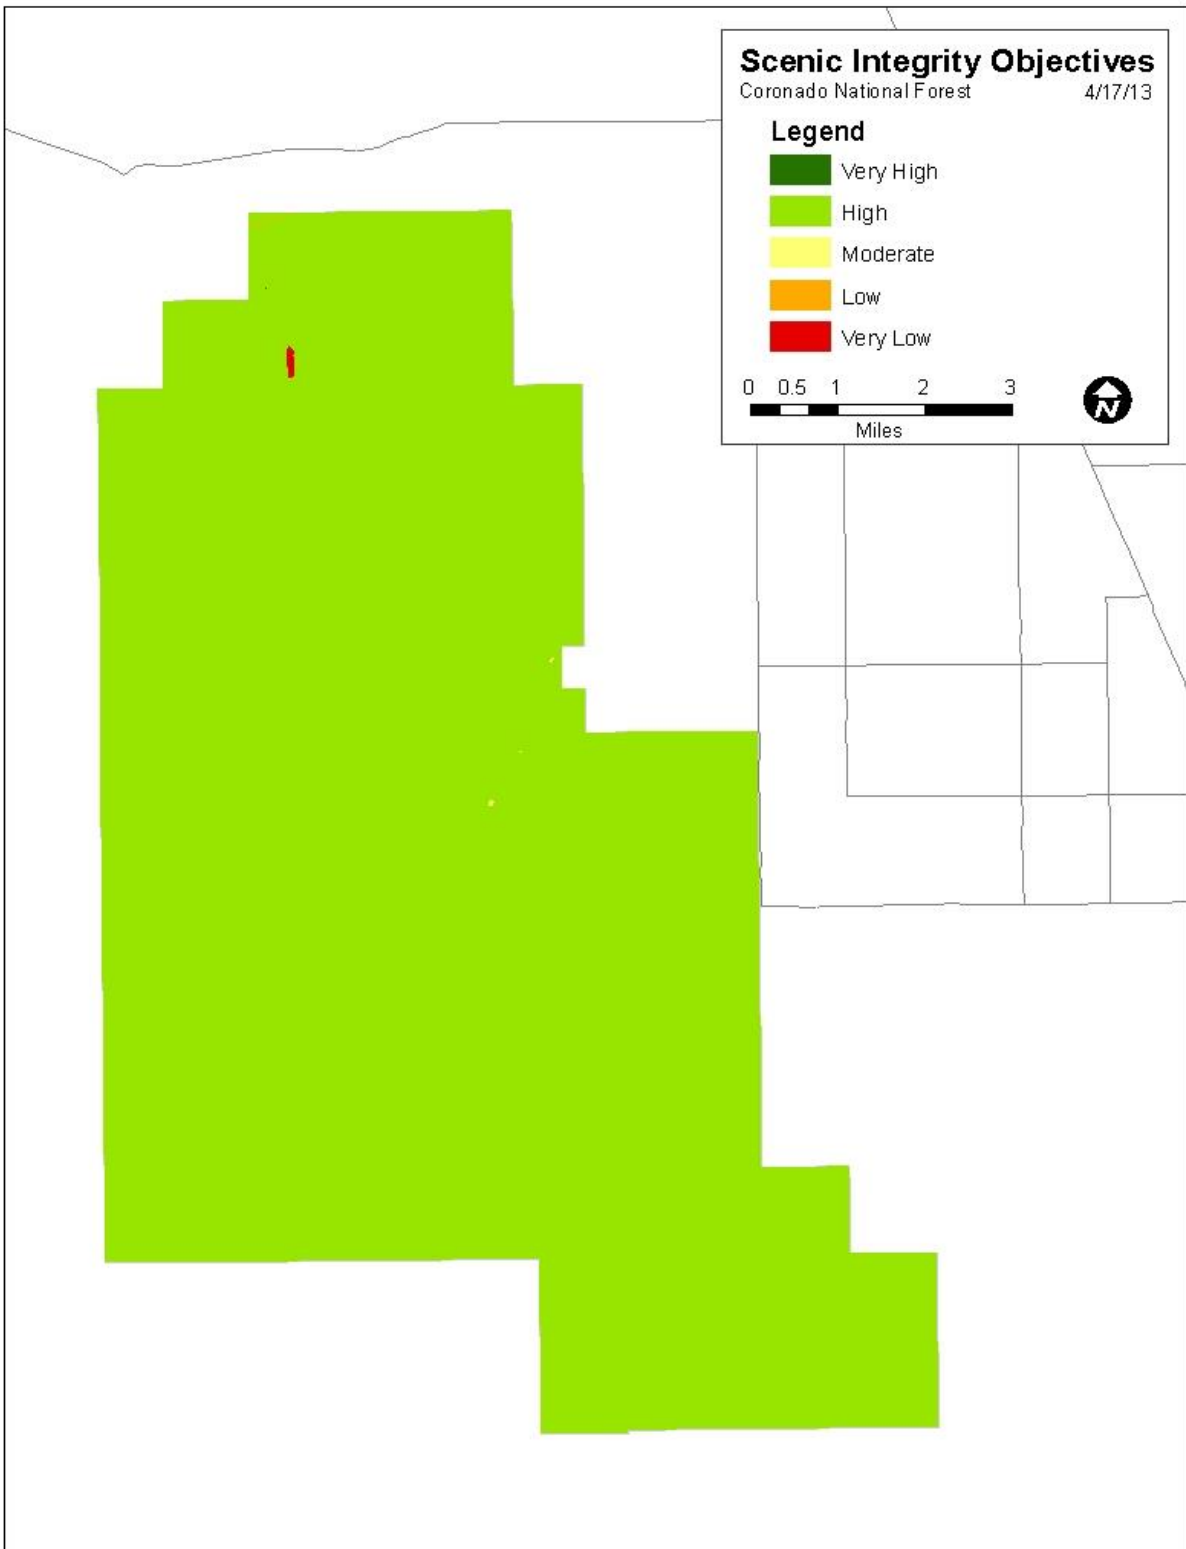 Scenic Integrity Objectives
Coronado National Forest 4/17/13
Legend
Very High
High
Moderate
Low
Very Low
0 0.5 1 2 3
Miles
N